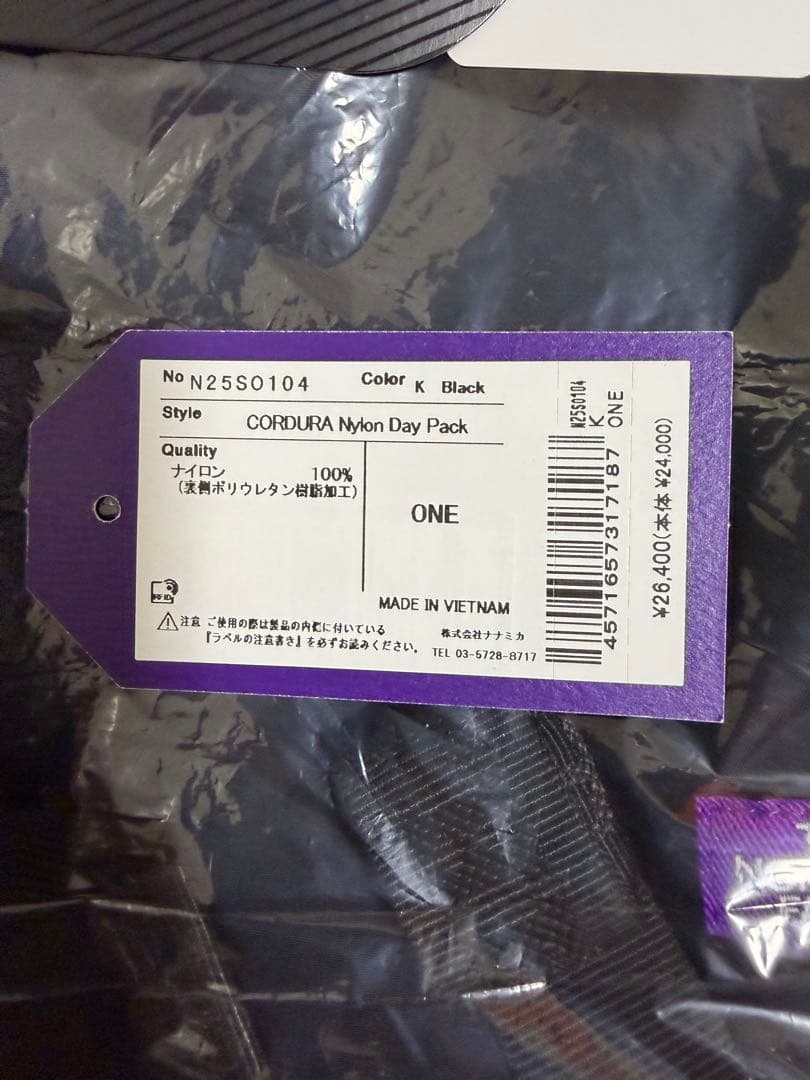 No N25SO104 Color K Black
Style CORDURA Nylon Day Pack
Quality
ナイロン 100%
(裏側ポリウレタン樹脂加工)
ONE
RFID
MADE IN VIETNAM
注意 ご使用の際は製品の内側に付いている
『ラベルの注意書き』を必ずお読みください。
株式会社ナナミカ
TEL 03-5728-8717
N25SO104
K
ONE
4571657317187
¥26,400(本体 ¥24,000)